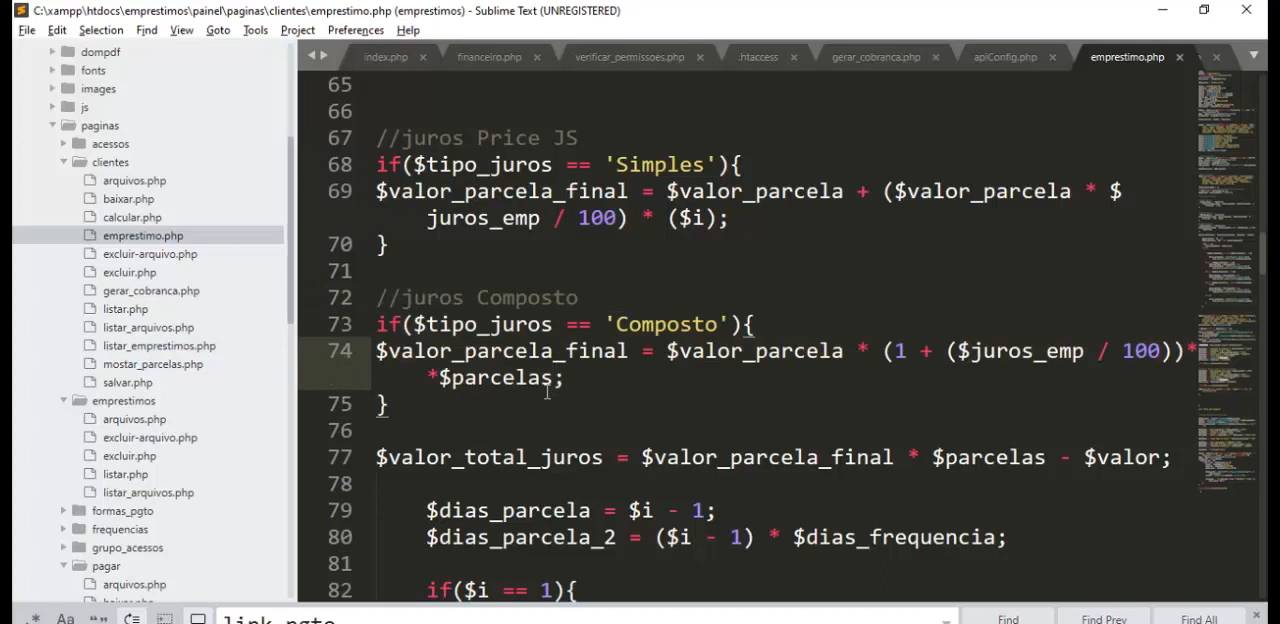 C:\xampp\htdocs\emprestimos\painel\paginas\clientes\emprestimo.php (emprestimos) - Sublime Text (UNREGISTERED)
File Edit Selection Find View Goto Tools Project Preferences Help
index.php financeiro.php verificar_permissoes.php .htaccess gerar_cobranca.php apiConfig.php emprestimo.php
dompdf
fonts
images
js
paginas
acessos
clientes
arquivos.php
baixar.php
calcular.php
emprestimo.php
excluir-arquivo.php
excluir.php
gerar_cobranca.php
listar.php
listar_arquivos.php
listar_emprestimos.php
mostar_parcelas.php
salvar.php
emprestimos
arquivos.php
excluir-arquivo.php
excluir.php
listar.php
listar_arquivos.php
formas_pgto
frequencias
grupo_acessos
pagar
arquivos.php
65
66
67 //juros Price JS
68 if($tipo_juros == 'Simples'){
69 $valor_parcela_final = $valor_parcela + ($valor_parcela * $
juros_emp / 100) * ($i);
70 }
71
72 //juros Composto
73 if($tipo_juros == 'Composto'){
74 $valor_parcela_final = $valor_parcela * (1 + ($juros_emp / 100))*
*$parcelas;
75 }
76
77 $valor_total_juros = $valor_parcela_final * $parcelas - $valor;
78
79 $dias_parcela = $i - 1;
80 $dias_parcela_2 = ($i - 1) * $dias_frequencia;
81
82 if($i == 1){
.* Aa “” link_pgto Find Find Prev Find All